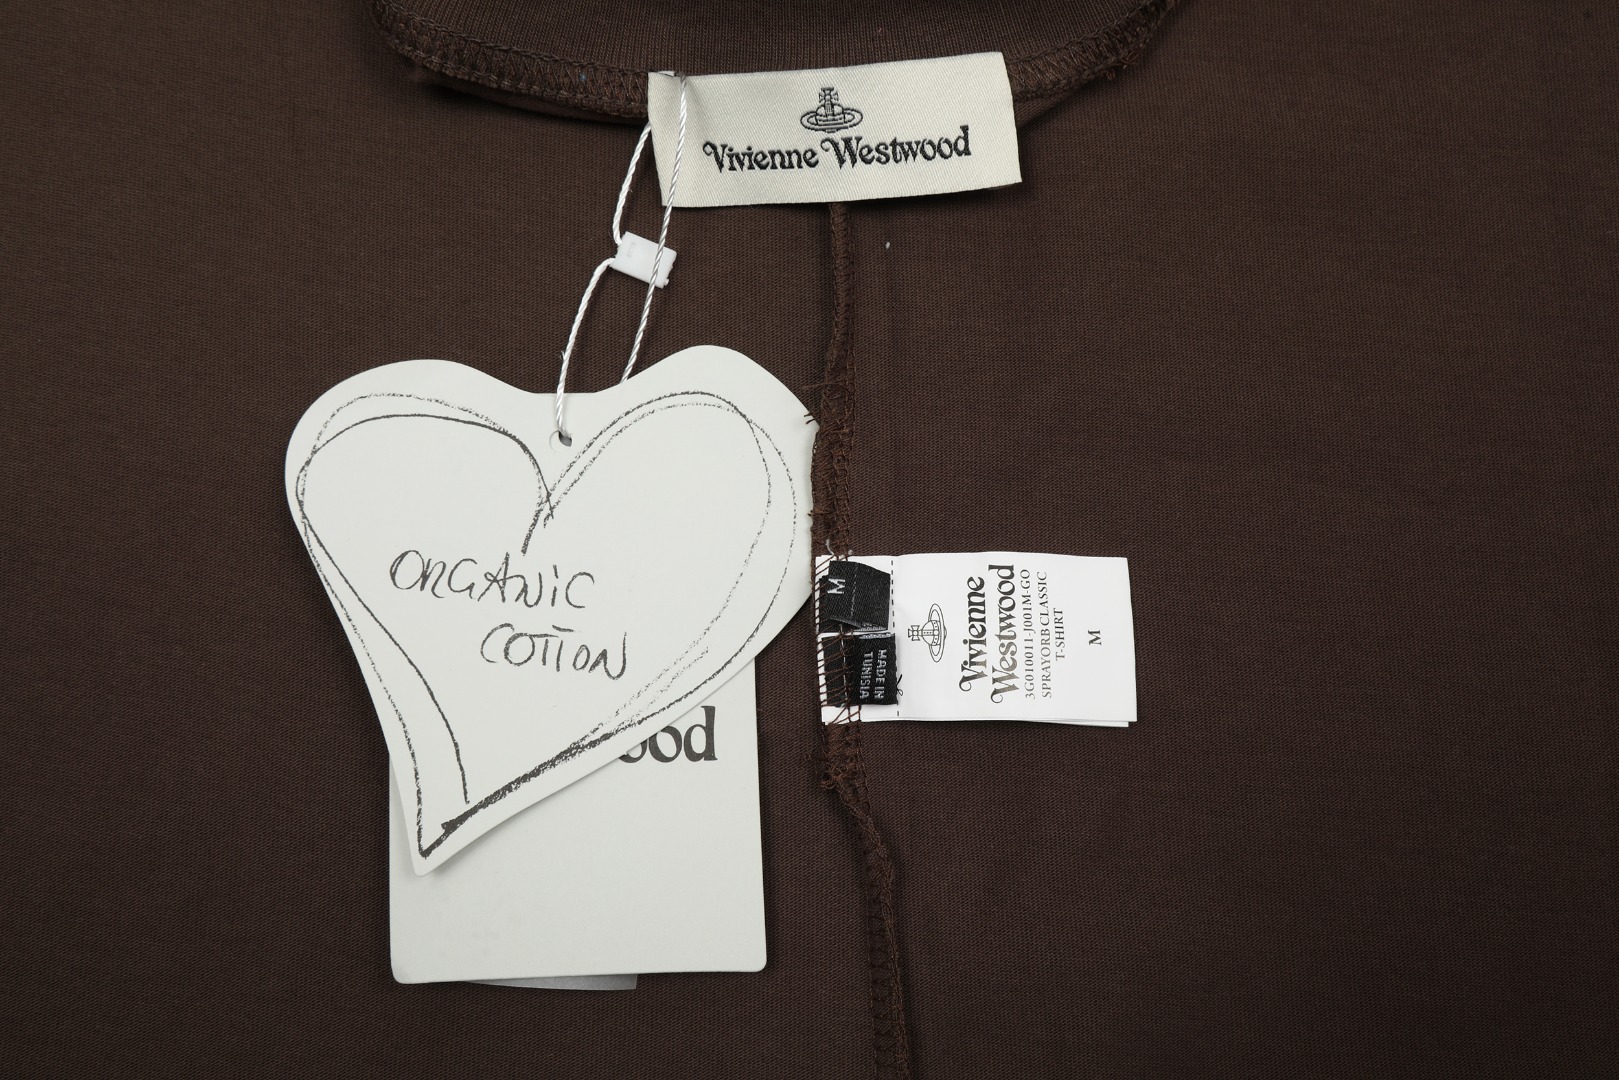 Vivienne Westwood
ORGANIC
COTTON
ood
M
MADE IN
TUNISIA
Vivienne
Westwood
3G010011-J001M-GO
SPRAYORB CLASSIC
T-SHIRT
M